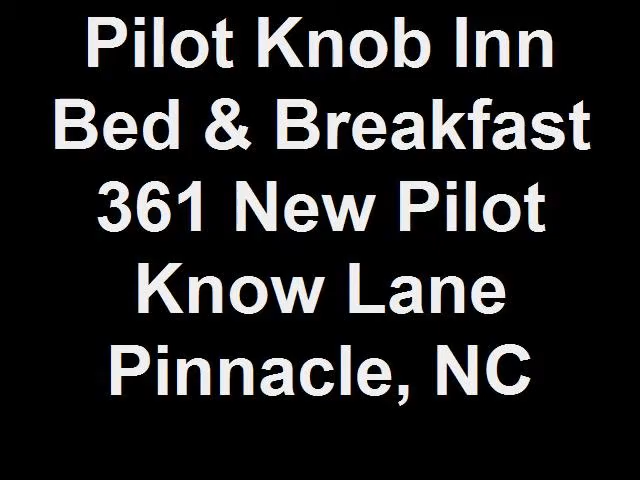 Pilot Knob Inn
Bed & Breakfast
361 New Pilot
Know Lane
Pinnacle, NC